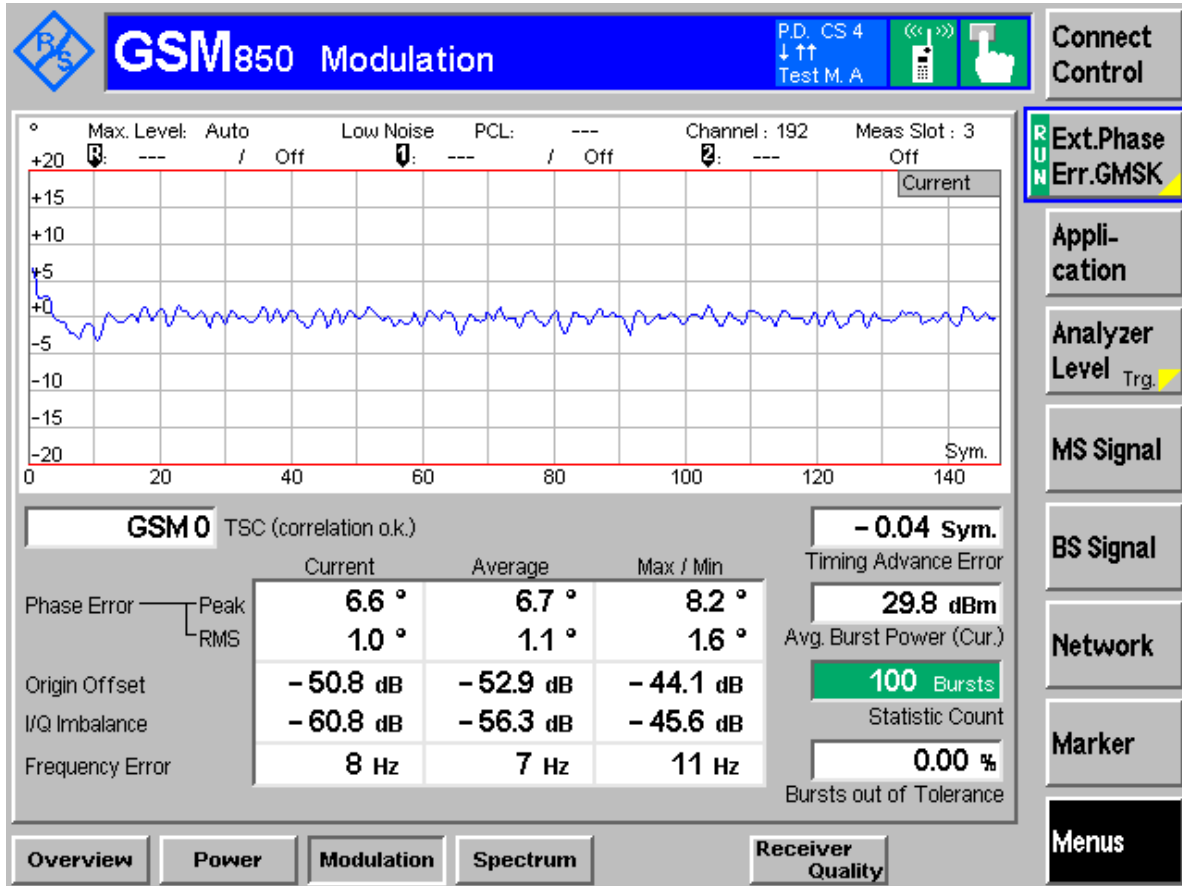 R/S
GSM850 Modulation
P.D. CS 4
↓ ↑↑
Test M. A
Connect Control
° Max. Level: Auto Low Noise PCL: --- Channel : 192 Meas Slot : 3
R: --- / Off 1: --- / Off 2: --- Off
Current
+20
+15
+10
+5
+0
-5
-10
-15
-20
Sym.
0 20 40 60 80 100 120 140
RUN
Ext.Phase Err.GMSK
Appli-
cation
Analyzer Level Trg.
MS Signal
BS Signal
Network
Marker
Menus
GSM 0 TSC (correlation o.k.)
Current Average Max / Min
Phase Error Peak 6.6 ° 6.7 ° 8.2 °
RMS 1.0 ° 1.1 ° 1.6 °
Origin Offset – 50.8 dB – 52.9 dB – 44.1 dB
I/Q Imbalance – 60.8 dB – 56.3 dB – 45.6 dB
Frequency Error 8 Hz 7 Hz 11 Hz
– 0.04 Sym.
Timing Advance Error
29.8 dBm
Avg. Burst Power (Cur.)
100 Bursts
Statistic Count
0.00 %
Bursts out of Tolerance
Overview Power Modulation Spectrum Receiver Quality